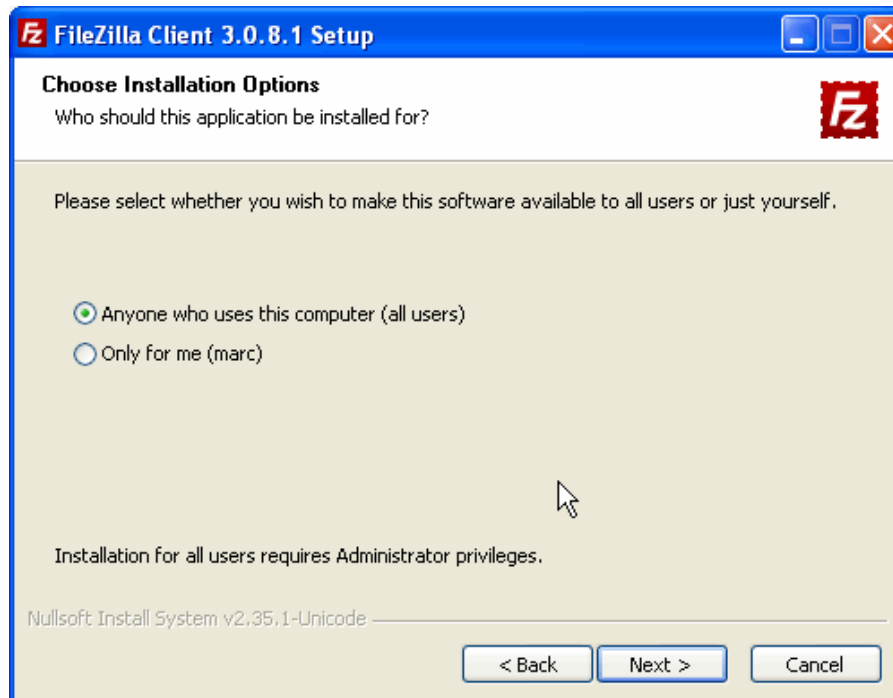 FileZilla Client 3.0.8.1 Setup
Choose Installation Options
Who should this application be installed for?
FZ
Please select whether you wish to make this software available to all users or just yourself.
Anyone who uses this computer (all users)
Only for me (marc)
Installation for all users requires Administrator privileges.
Nullsoft Install System v2.35.1-Unicode
< Back Next > Cancel